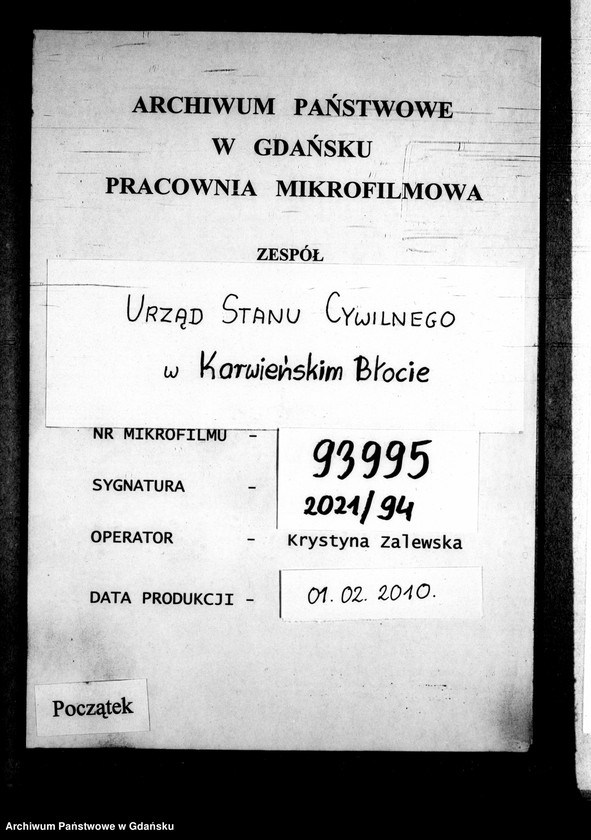 ARCHIWUM PAŃSTWOWE
W GDAŃSKU
PRACOWNIA MIKROFILMOWA
ZESPÓŁ
URZĄD STANU CYWILNEGO
w Karwieńskim Błocie
NR MIKROFILMU - 93995
SYGNATURA - 2021/94
OPERATOR - Krystyna Zalewska
DATA PRODUKCJI - 01.02.2010.
Początek
Archiwum Państwowe w Gdańsku